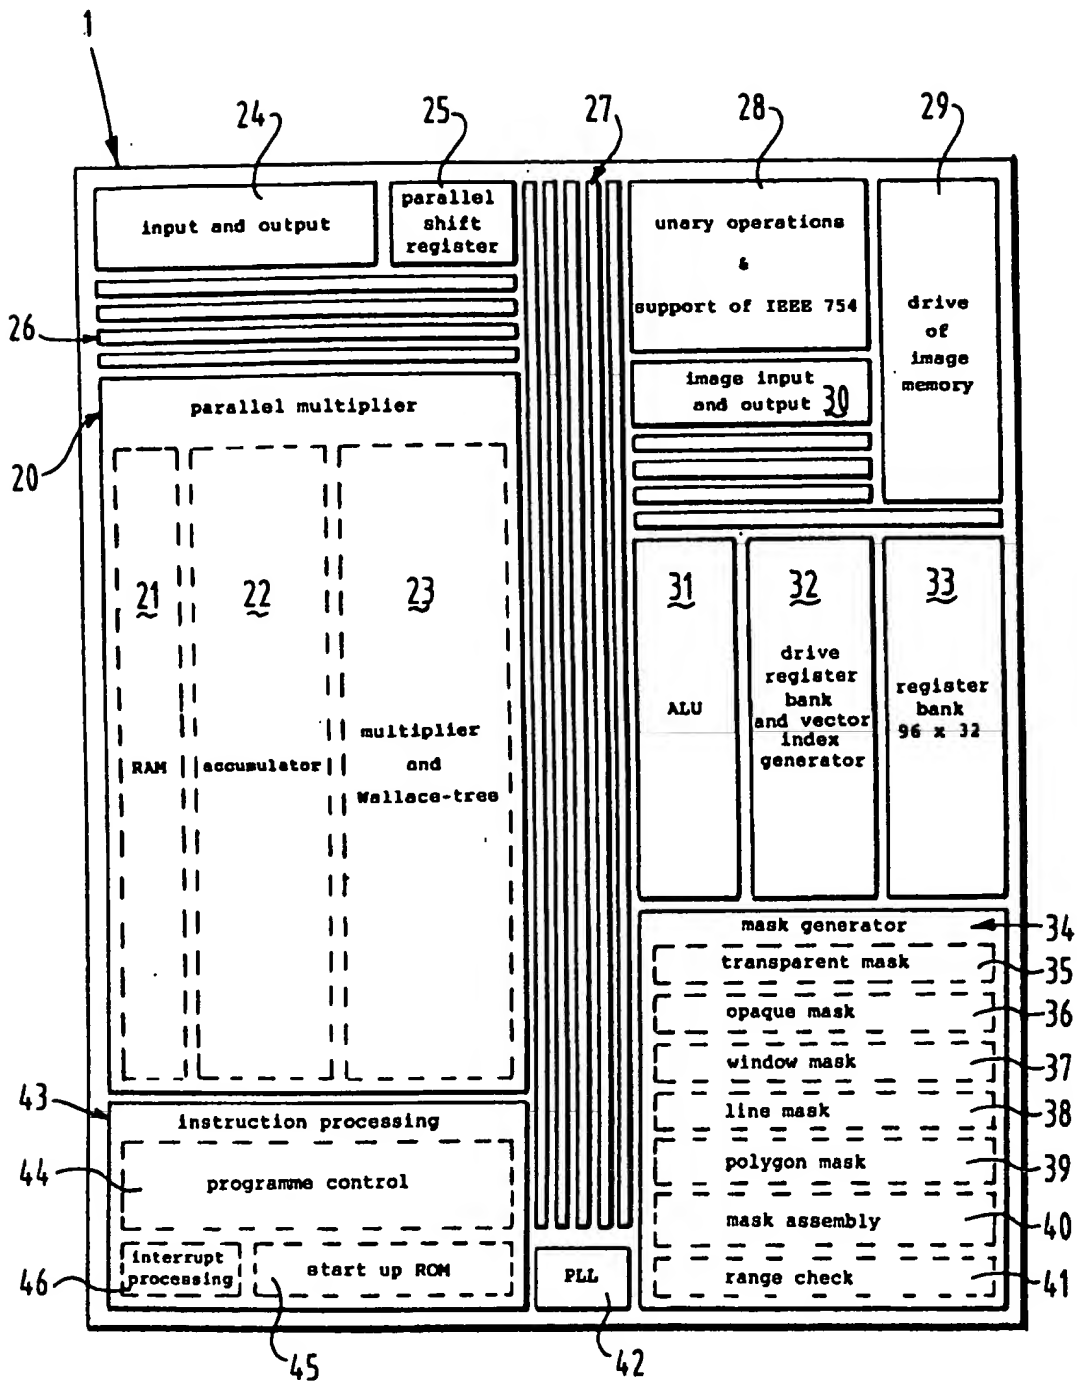 1
24
25
27
28
29
input and output
parallel
shift
register
unary operations
&
support of IEEE 754
drive
of
image
memory
26
image input
and output 30
20
parallel multiplier
21
22
23
RAM
accumulator
multiplier
and
Wallace-tree
31
ALU
32
drive
register
bank
and vector
index
generator
33
register
bank
96 x 32
mask generator
34
transparent mask
35
opaque mask
36
window mask
37
line mask
38
polygon mask
39
mask assembly
40
range check
41
43
instruction processing
44
programme control
46
interrupt
processing
start up ROM
45
PLL
42